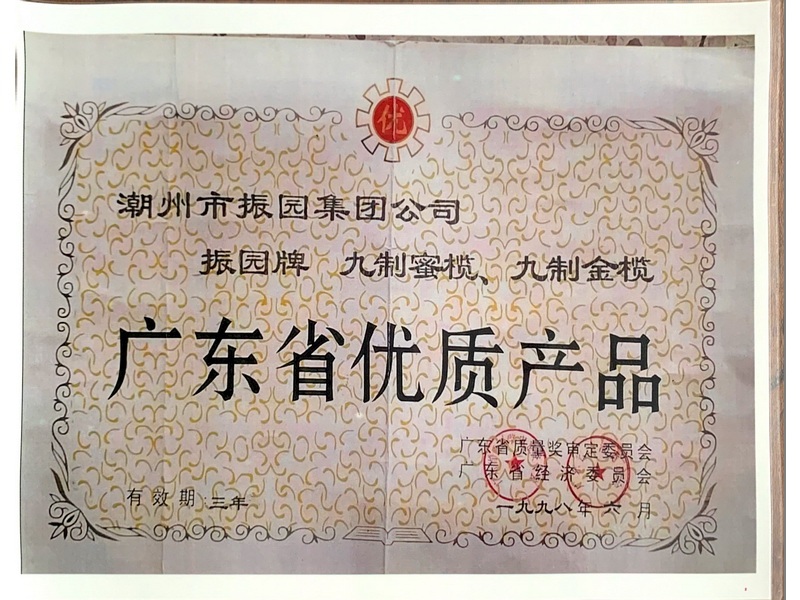 优
潮州市振园集团公司
振园牌 九制蜜榄、九制金榄
广东省优质产品
广东省质量奖审定委员会
广东省经济委员会
有效期：三年
一九九八年六月